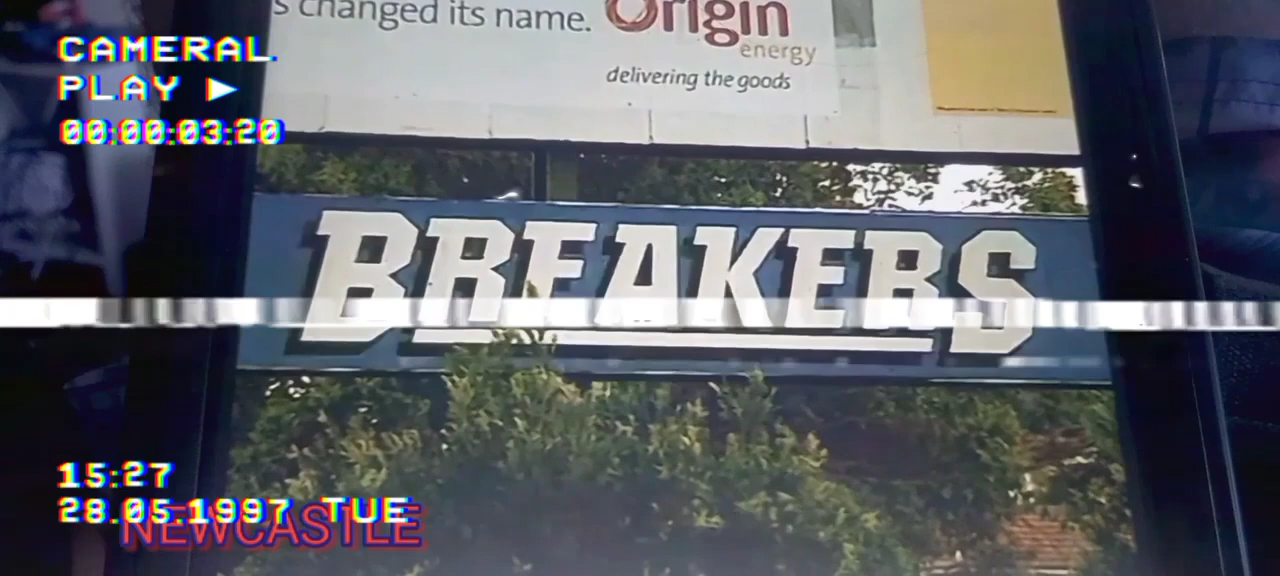 CAMERAL
PLAY
00:00:03:20
s changed its name.
Origin
energy
delivering the goods
BREAKERS
15:27
28.05.1997 TUE
NEWCASTLE